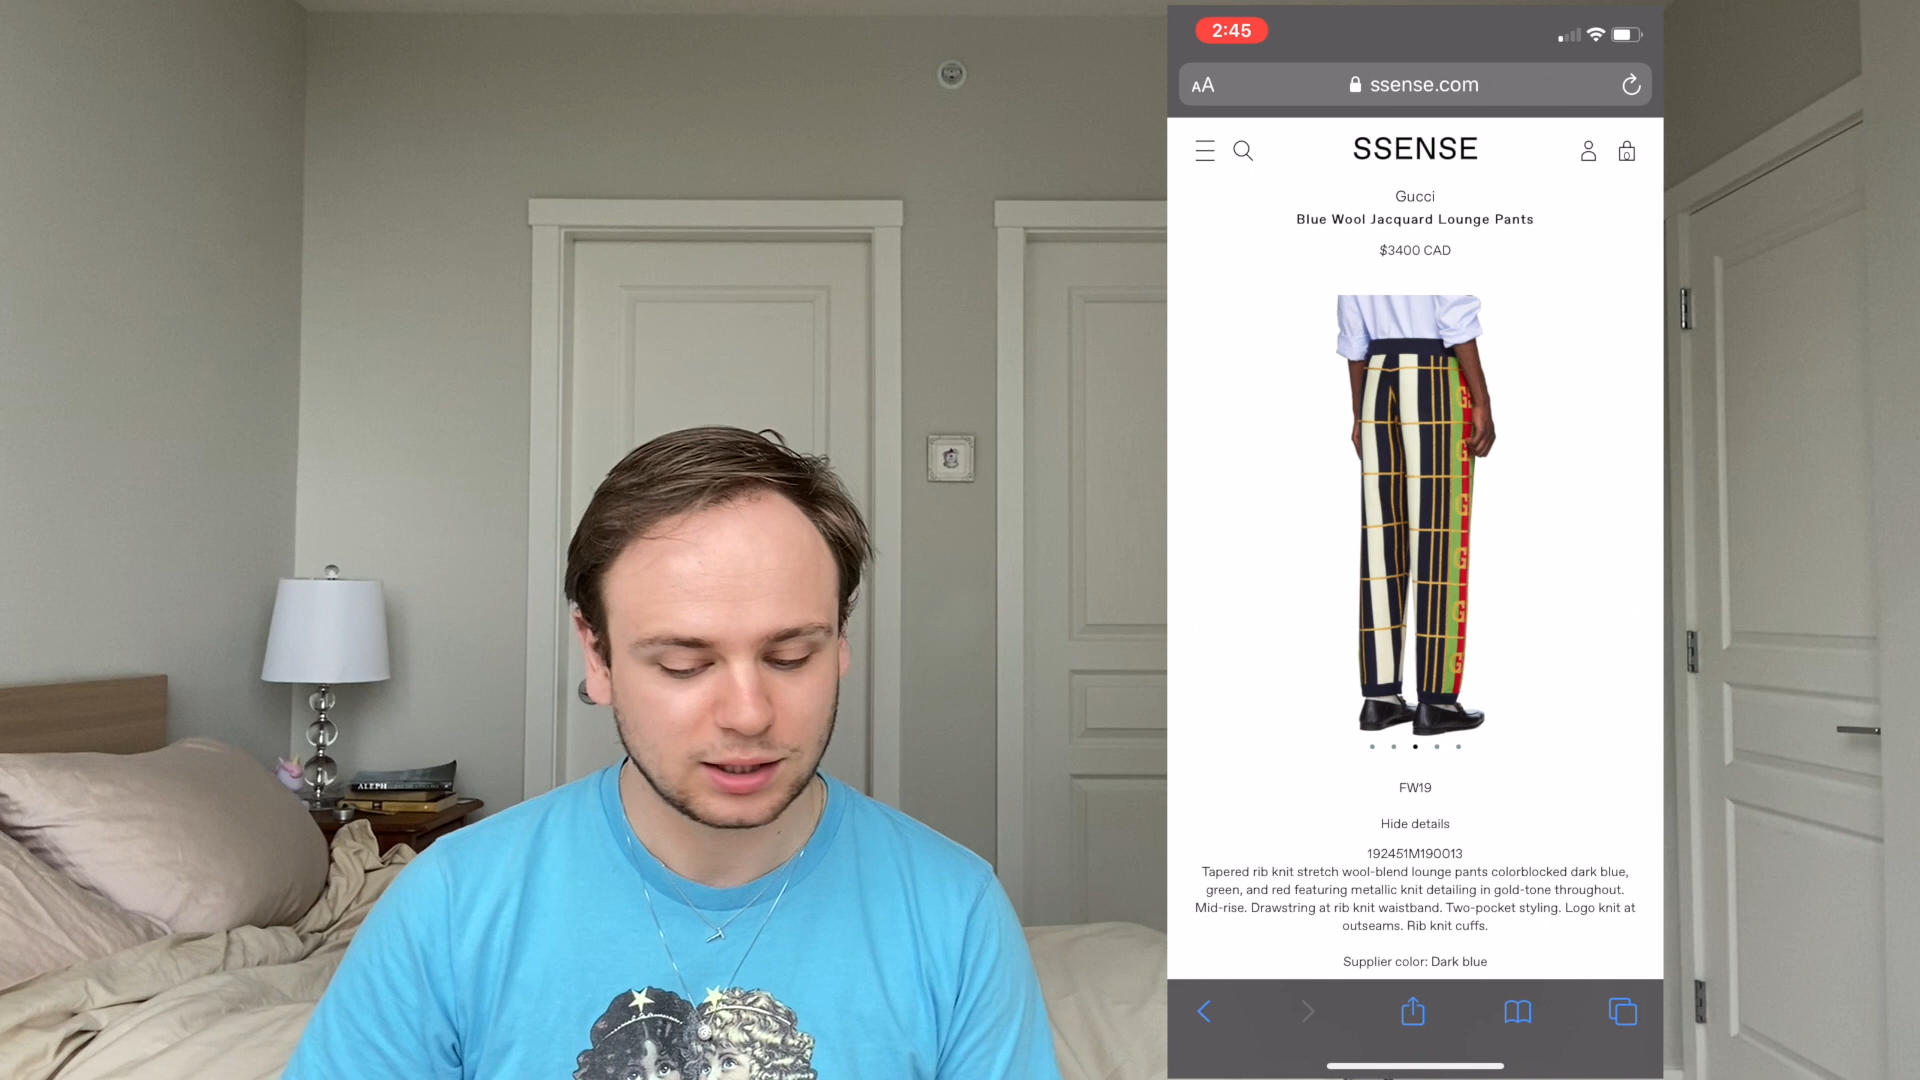 2:45
AA
ssense.com
SSENSE
0
Gucci
Blue Wool Jacquard Lounge Pants
$3400 CAD
G
G
G
G
G
G
FW19
Hide details
192451M190013
Tapered rib knit stretch wool-blend lounge pants colorblocked dark blue,
green, and red featuring metallic knit detailing in gold-tone throughout.
Mid-rise. Drawstring at rib knit waistband. Two-pocket styling. Logo knit at
outseams. Rib knit cuffs.
Supplier color: Dark blue
ALEPH